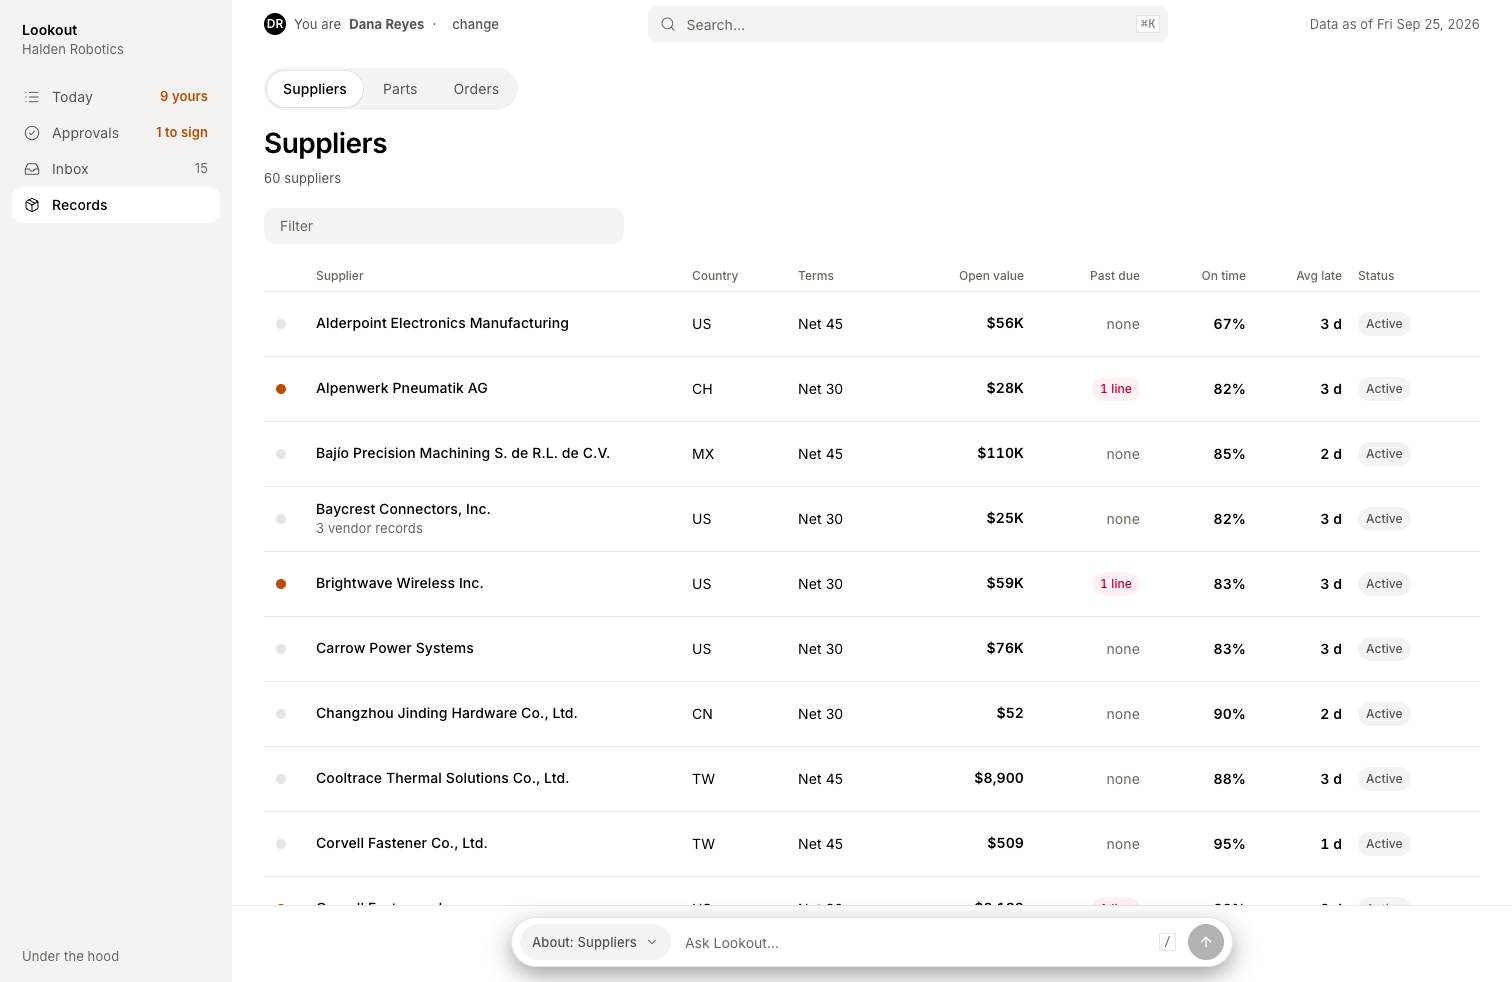 Lookout
Halden Robotics
Today 9 yours
Approvals 1 to sign
Inbox 15
Records
Under the hood
DR You are Dana Reyes · change
Search... ⌘K
Data as of Fri Sep 25, 2026
Suppliers Parts Orders
Suppliers
60 suppliers
Filter
Supplier Country Terms Open value Past due On time Avg late Status
Alderpoint Electronics Manufacturing US Net 45 $56K none 67% 3 d Active
Alpenwerk Pneumatik AG CH Net 30 $28K 1 line 82% 3 d Active
Bajío Precision Machining S. de R.L. de C.V. MX Net 45 $110K none 85% 2 d Active
Baycrest Connectors, Inc. US Net 30 $25K none 82% 3 d Active
3 vendor records
Brightwave Wireless Inc. US Net 30 $59K 1 line 83% 3 d Active
Carrow Power Systems US Net 30 $76K none 83% 3 d Active
Changzhou Jinding Hardware Co., Ltd. CN Net 30 $52 none 90% 2 d Active
Cooltrace Thermal Solutions Co., Ltd. TW Net 45 $8,900 none 88% 3 d Active
Corvell Fastener Co., Ltd. TW Net 45 $509 none 95% 1 d Active
About: Suppliers Ask Lookout... /